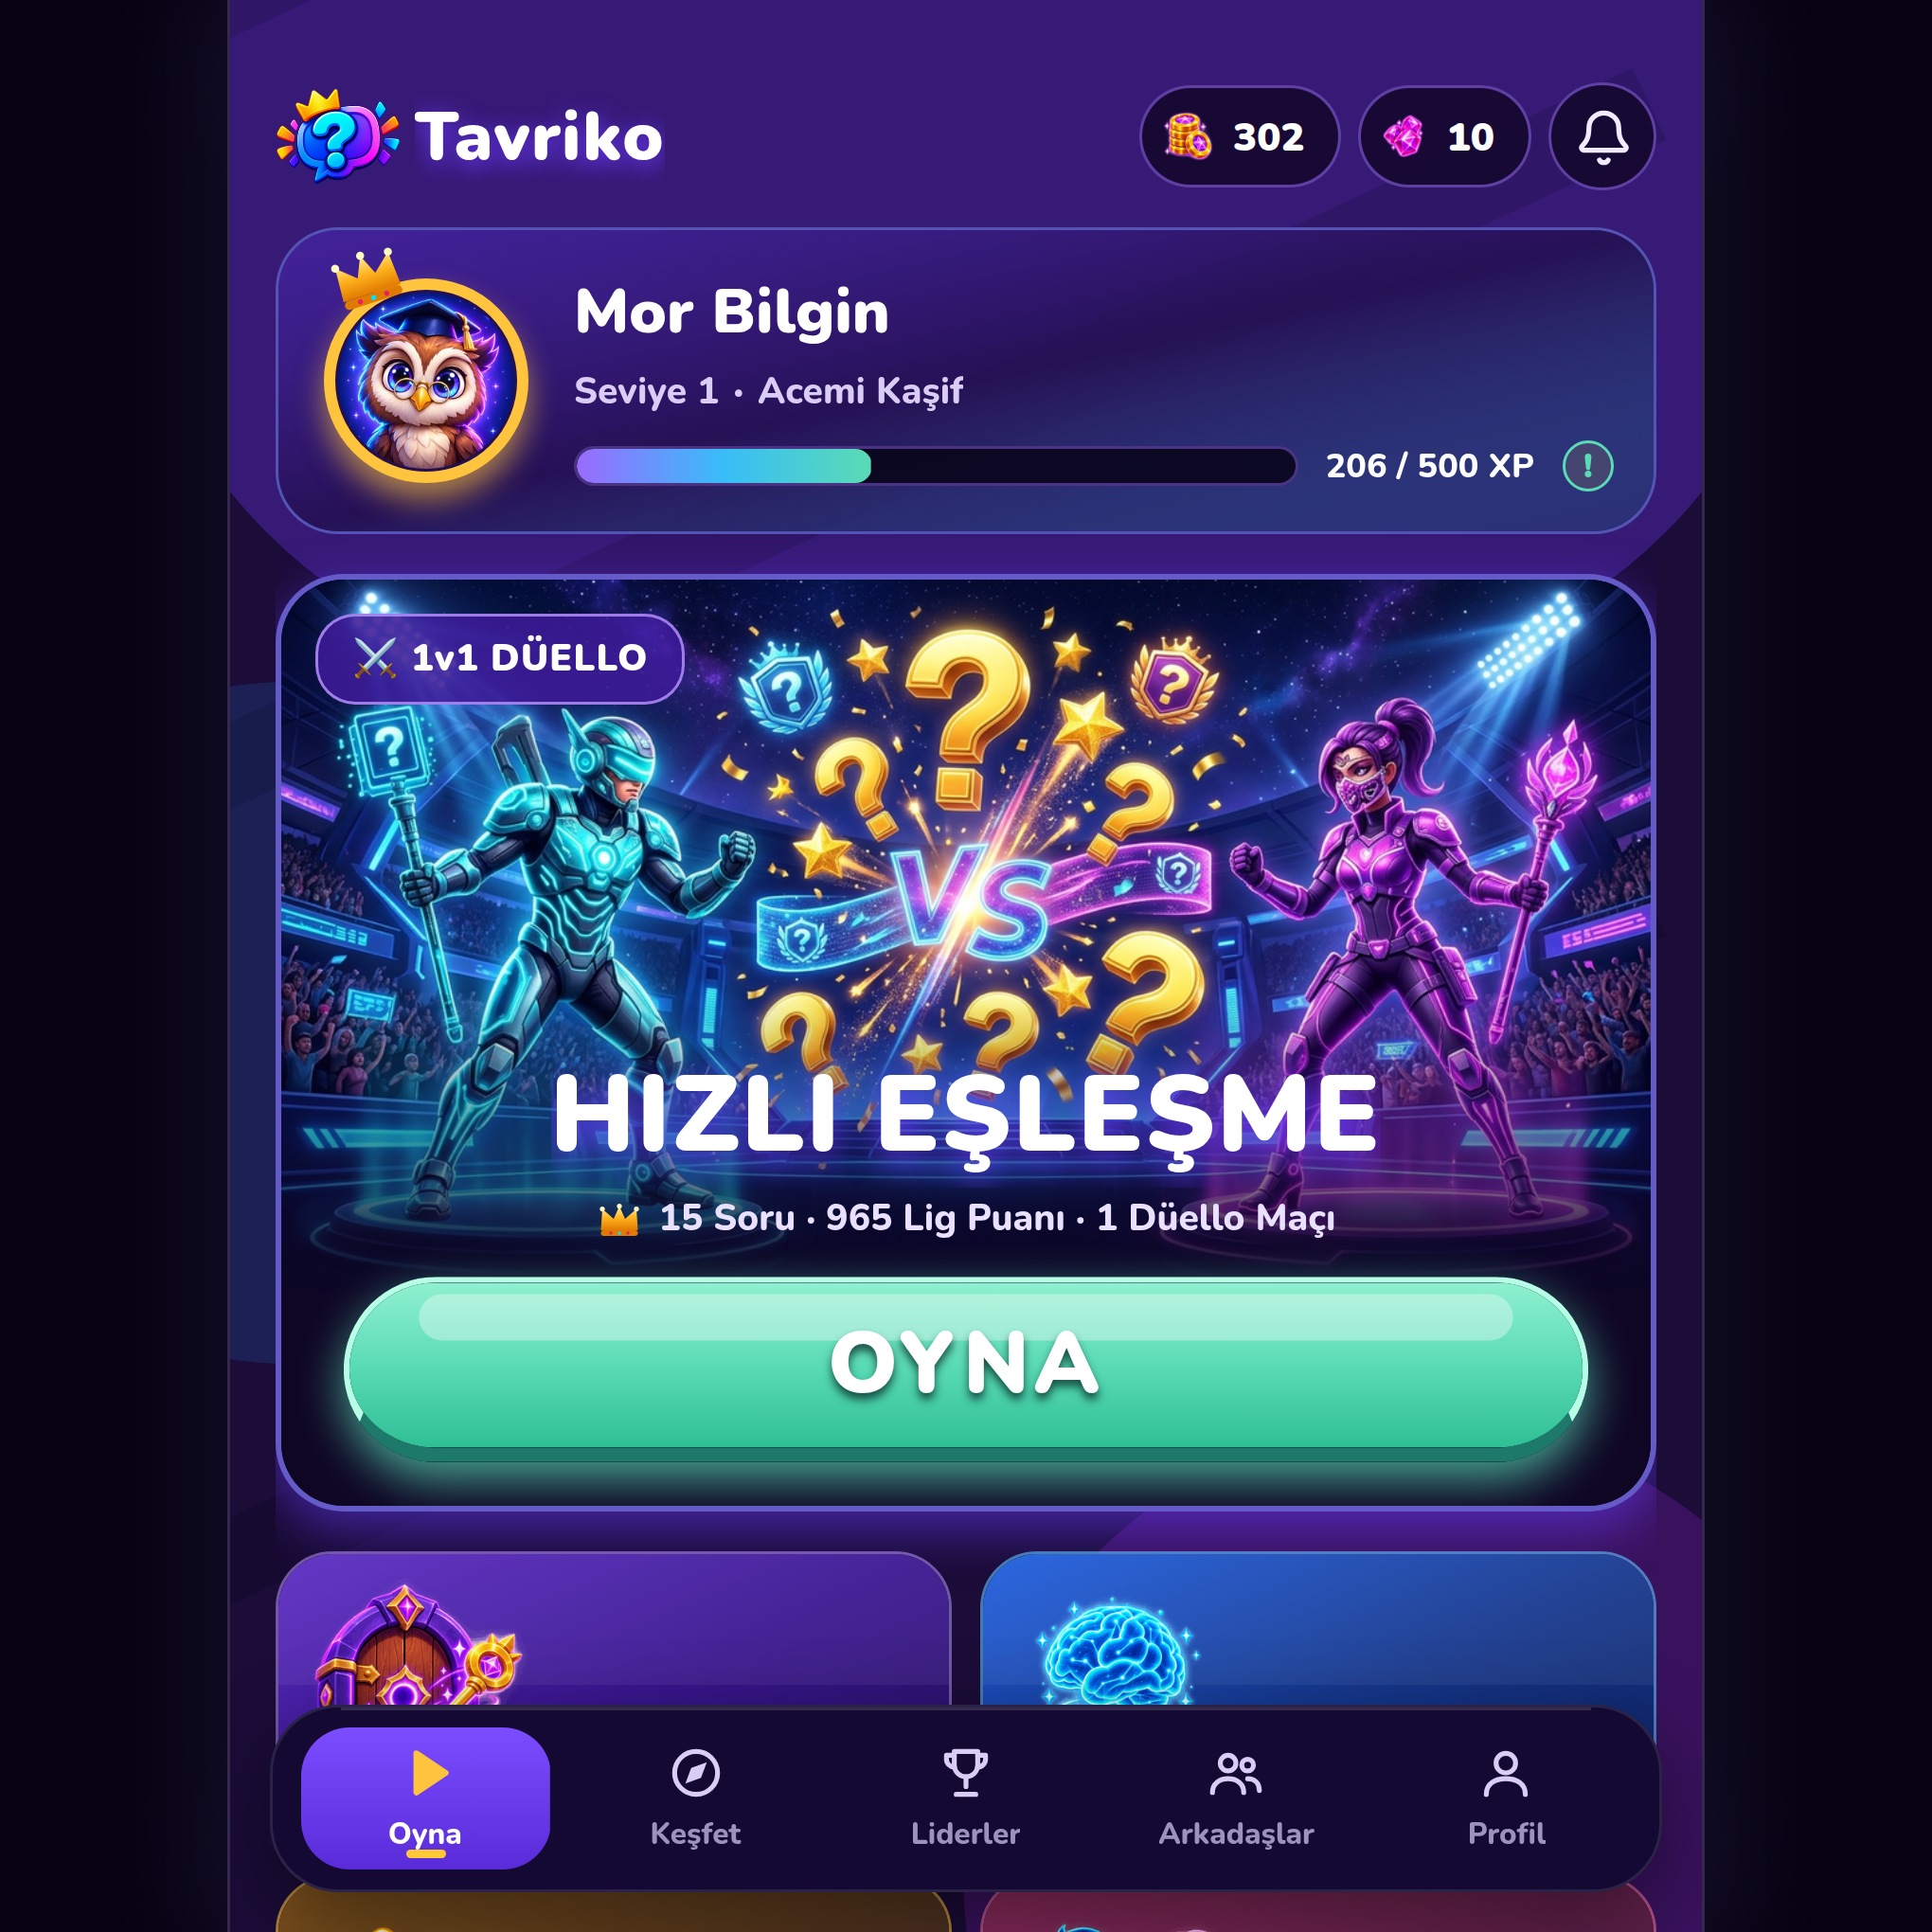 Tavriko
302
10
Mor Bilgin
Seviye 1 · Acemi Kaşif
206 / 500 XP
!
⚔️ 1v1 DÜELLO
?
?
?
?
?
?
VS
?
?
?
?
?
HIZLI EŞLEŞME
15 Soru · 965 Lig Puanı · 1 Düello Maçı
OYNA
Oyna
Keşfet
Liderler
Arkadaşlar
Profil